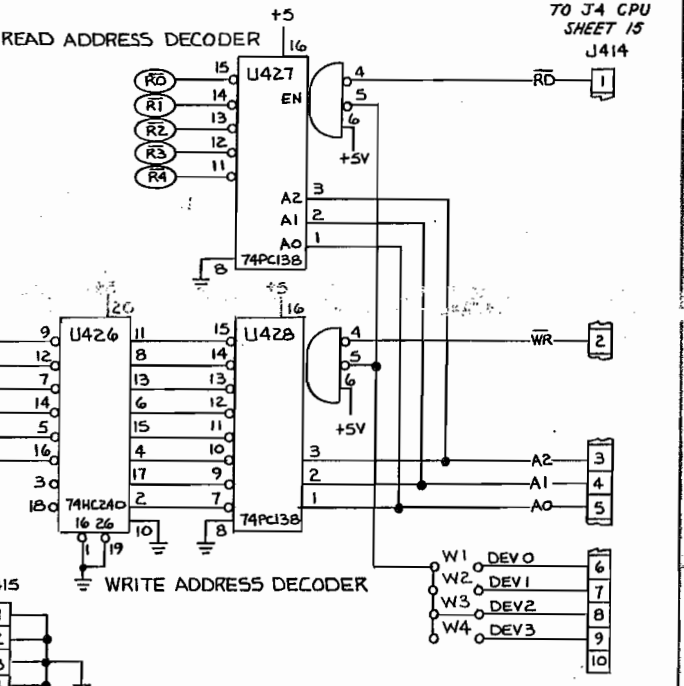 TO J4 CPU
SHEET 15
J414
+5
READ ADDRESS DECODER
16
U427
EN
R0
R1
R2
R3
R4
15
14
13
12
11
4
5
6
+5V
RD
1
A2 3
A1 2
A0 1
8
74PC138
+5
20
16
U426
U428
9
12
7
14
5
16
3
18
11
8
13
6
15
4
17
2
15
14
13
12
11
10
9
7
4
5
6
+5V
WR
2
3
2
1
A2
A1
A0
3
4
5
74HC240
1G 2G
10
1
19
8
74PC138
WRITE ADDRESS DECODER
W1 DEV0 6
W2 DEV1 7
W3 DEV2 8
W4 DEV3 9
10